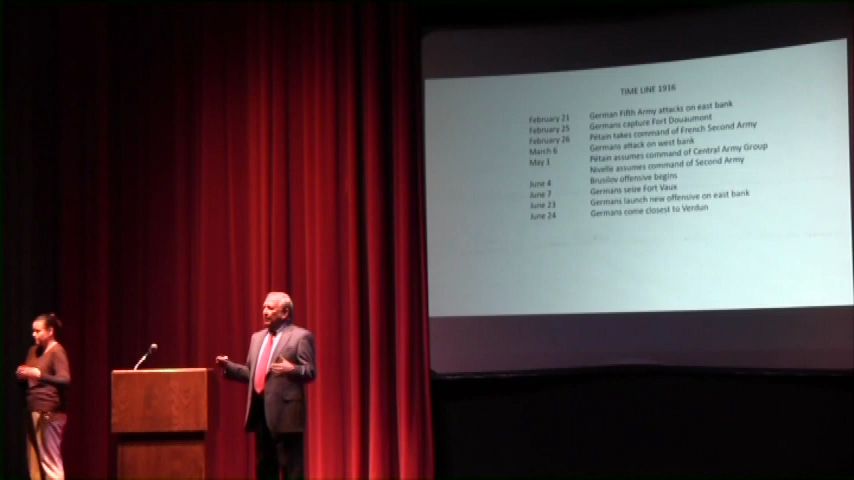 TIME LINE 1916
February 21 German Fifth Army attacks on east bank
February 25 Germans capture Fort Douaumont
February 26 Pétain takes command of French Second Army
March 6 Germans attack on west bank
May 1 Pétain assumes command of Central Army Group
Nivelle assumes command of Second Army
June 4 Brusilov offensive begins
June 7 Germans seize Fort Vaux
June 23 Germans launch new offensive on east bank
June 24 Germans come closest to Verdun